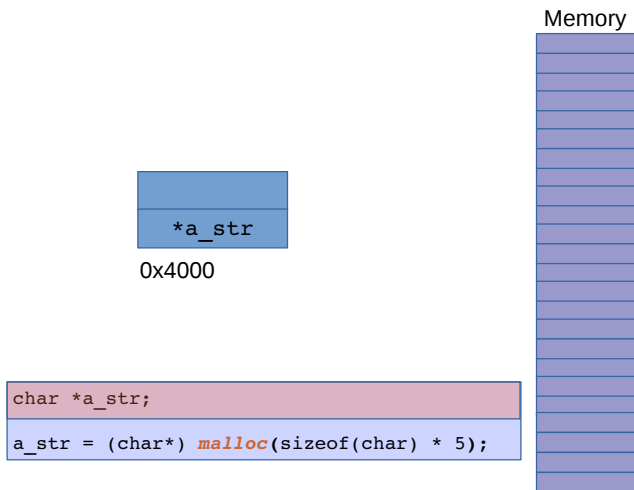 Memory
*a_str
0x4000
char *a_str;
a_str = (char*) malloc(sizeof(char) * 5);